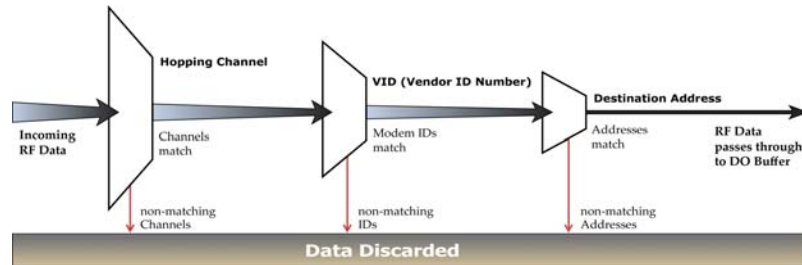 Hopping Channel
VID (Vendor ID Number)
Destination Address
Incoming
RF Data
Channels
match
Modem IDs
match
Addresses
match
RF Data
passes through
to DO Buffer
non-matching
Channels
non-matching
IDs
non-matching
Addresses
Data Discarded